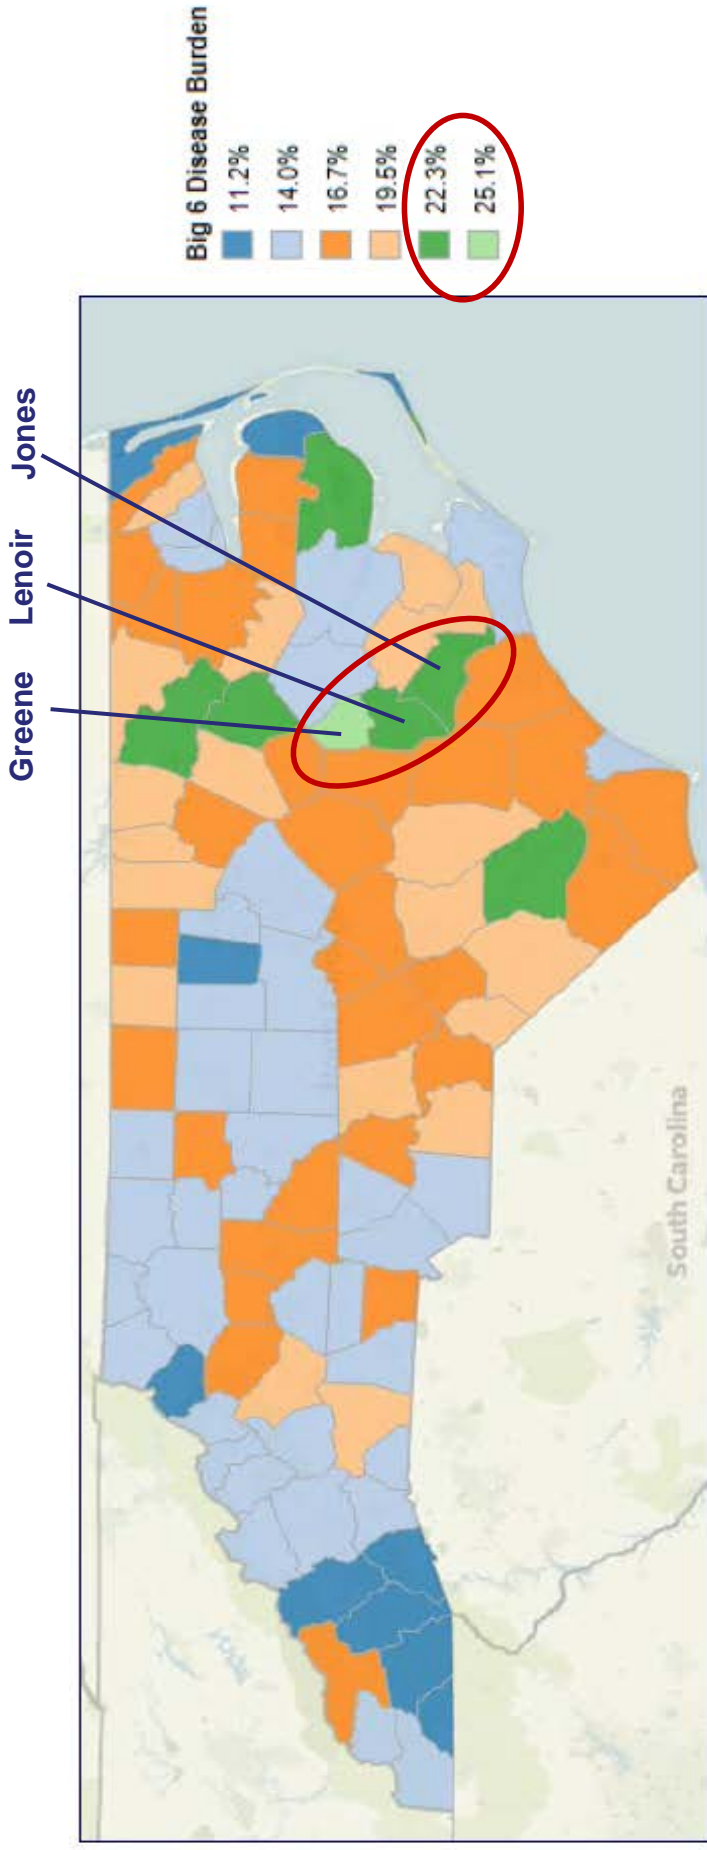 Greene
Lenoir
Jones
Big 6 Disease Burden
11.2%
14.0%
16.7%
19.5%
22.3%
25.1%
South Carolina